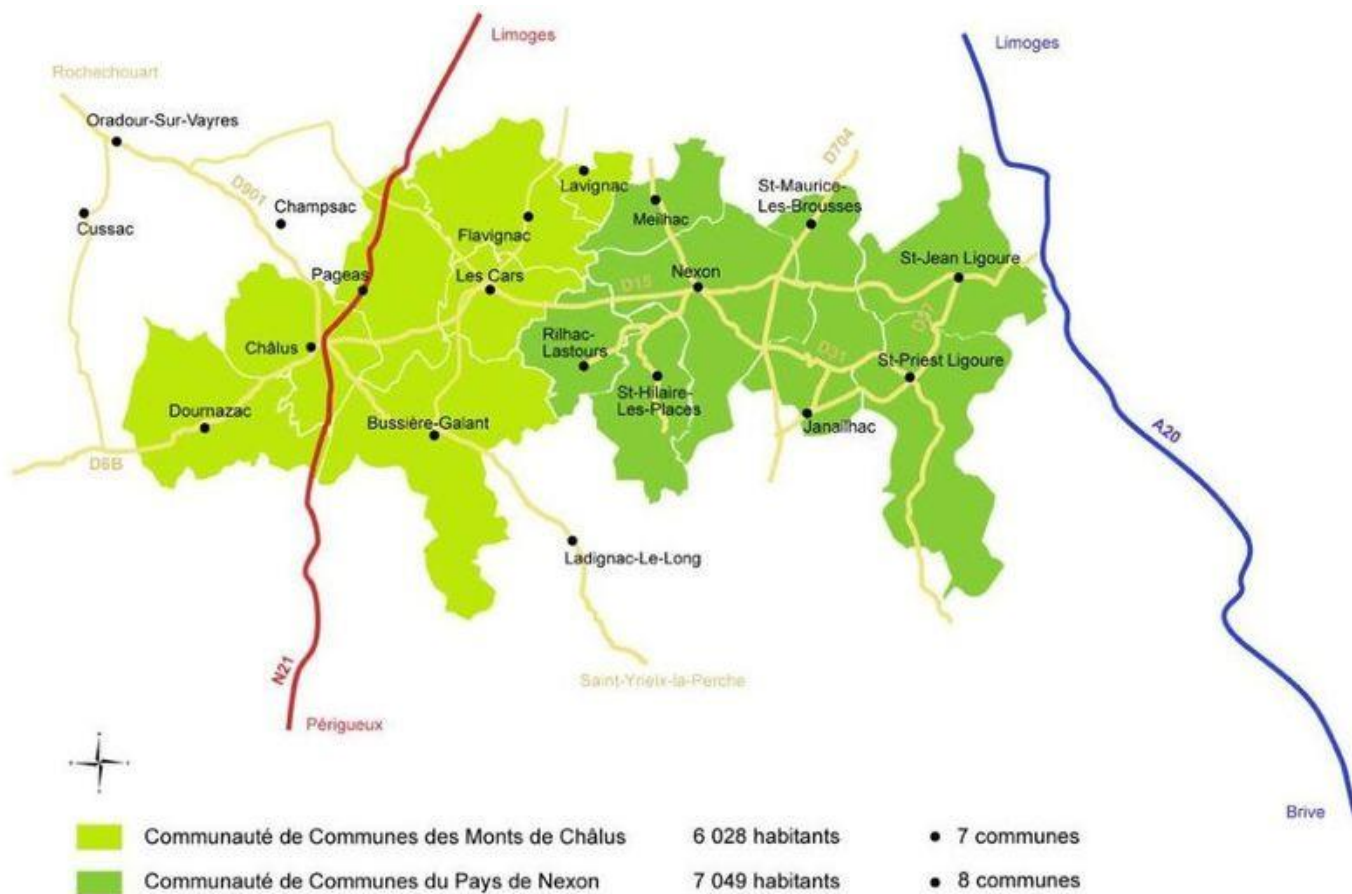 Limoges
Limoges
Rochechouart
Oradour-Sur-Vayres
D704
Lavignac
St-Maurice-
Les-Brousses
D901
Champsac
Meilhac
Cussac
Flavignac
St-Jean Ligoure
Pageas
Les Cars
Nexon
D15
D57
Rilhac-
Lastours
Châlus
D31
St-Priest Ligoure
St-Hilaire-
Les-Places
Dournazac
Bussière-Galant
Janailhac
A20
D6B
Ladignac-Le-Long
N21
Saint-Yrieix-la-Perche
Périgueux
Brive
Communauté de Communes des Monts de Châlus 6 028 habitants • 7 communes
Communauté de Communes du Pays de Nexon 7 049 habitants • 8 communes